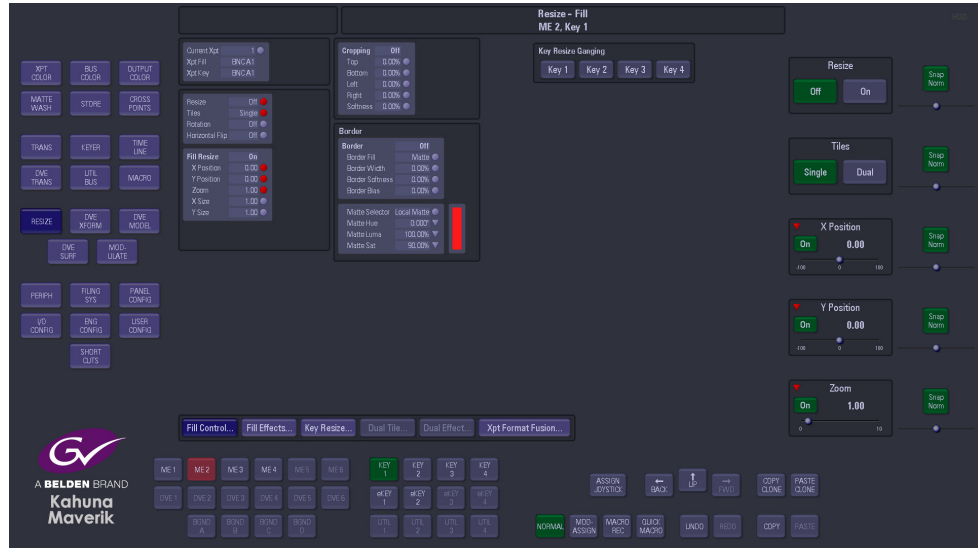 Resize - Fill
ME 2, Key 1
XPT COLOR
BUS COLOR
OUTPUT COLOR
MATTE WASH
STORE
CROSS POINTS
TRANS
KEYER
TIME LINE
DVE TRANS
UTIL BUS
MACRO
RESIZE
DVE XFORM
DVE MODEL
DVE SURF
MOD-ULATE
PERIPH
FILING SYS
PANEL CONFIG
I/O CONFIG
ENG CONFIG
USER CONFIG
SHORT CUTS
Current Xpt 1
Xpt Fill BNCA1
Xpt Key BNCA1
Resize Off
Tiles Single
Rotation Off
Horizontal Flip Off
Fill Resize On
X Position 0.00
Y Position 0.00
Zoom 1.00
X Size 1.00
Y Size 1.00
Cropping Off
Top 0.00%
Bottom 0.00%
Left 0.00%
Right 0.00%
Softness 0.00%
Border
Border Off
Border Fill Matte
Border Width 0.00%
Border Softness 0.00%
Border Bias 0.00%
Matte Selector Local Matte
Matte Hue 0.000°
Matte Luma 100.00%
Matte Sat 90.00%
Key Resize Ganging
Key 1 Key 2 Key 3 Key 4
Resize
Off On
Snap Norm
Tiles
Single Dual
Snap Norm
X Position
On 0.00
-100 0 100
Snap Norm
Y Position
On 0.00
-100 0 100
Snap Norm
Zoom
On 1.00
0 10
Snap Norm
Fill Control... Fill Effects... Key Resize... Dual Tile... Dual Effect... Xpt Format Fusion...
GV
A BELDEN BRAND
Kahuna
Maverik
ME 1 ME 2 ME 3 ME 4 ME 5 ME 6
DVE 1 DVE 2 DVE 3 DVE 4 DVE 5 DVE 6
BGND A BGND B BGND C BGND D
KEY 1 KEY 2 KEY 3 KEY 4
eKEY 1 eKEY 2 eKEY 3 eKEY 4
UTIL 1 UTIL 2 UTIL 3 UTIL 4
ASSIGN JOYSTICK
← BACK ↑ UP → FWD
COPY CLONE PASTE CLONE
NORMAL MOD-ASSIGN MACRO REC QUICK MACRO UNDO REDO COPY PASTE